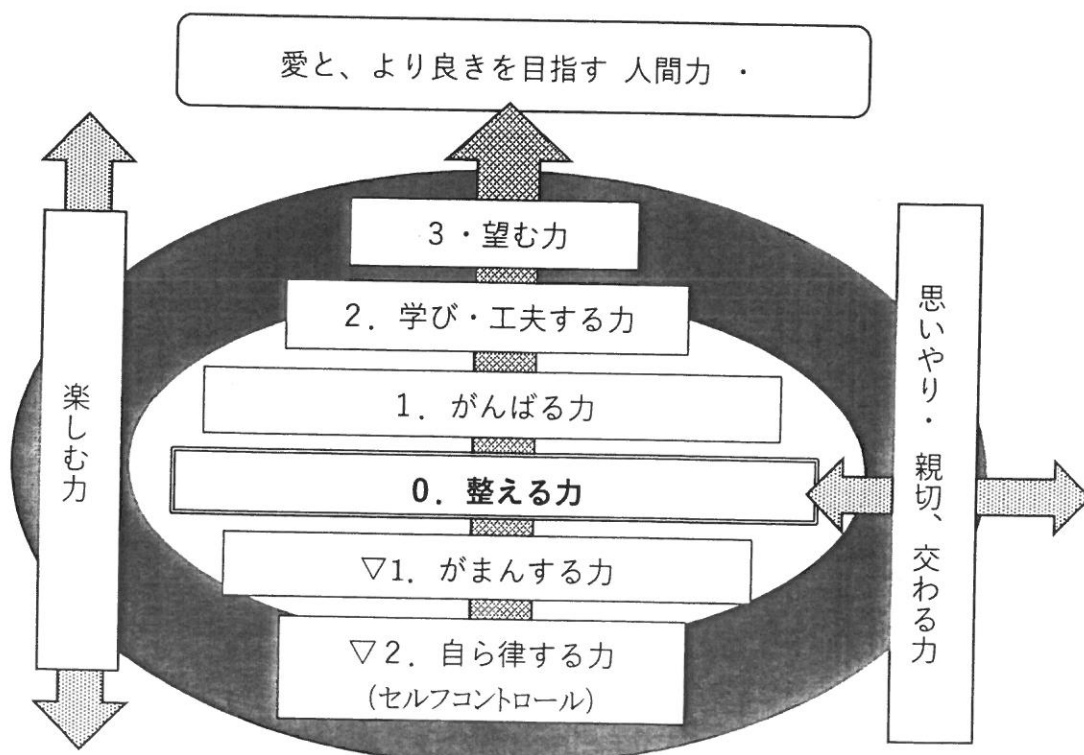 愛と、より良きを目指す 人間力 ・
3・望む力
2．学び・工夫する力
1．がんばる力
0．整える力
▽1．がまんする力
▽2．自ら律する力
(セルフコントロール)
楽しむ力
思いやり・ 親切、交わる力